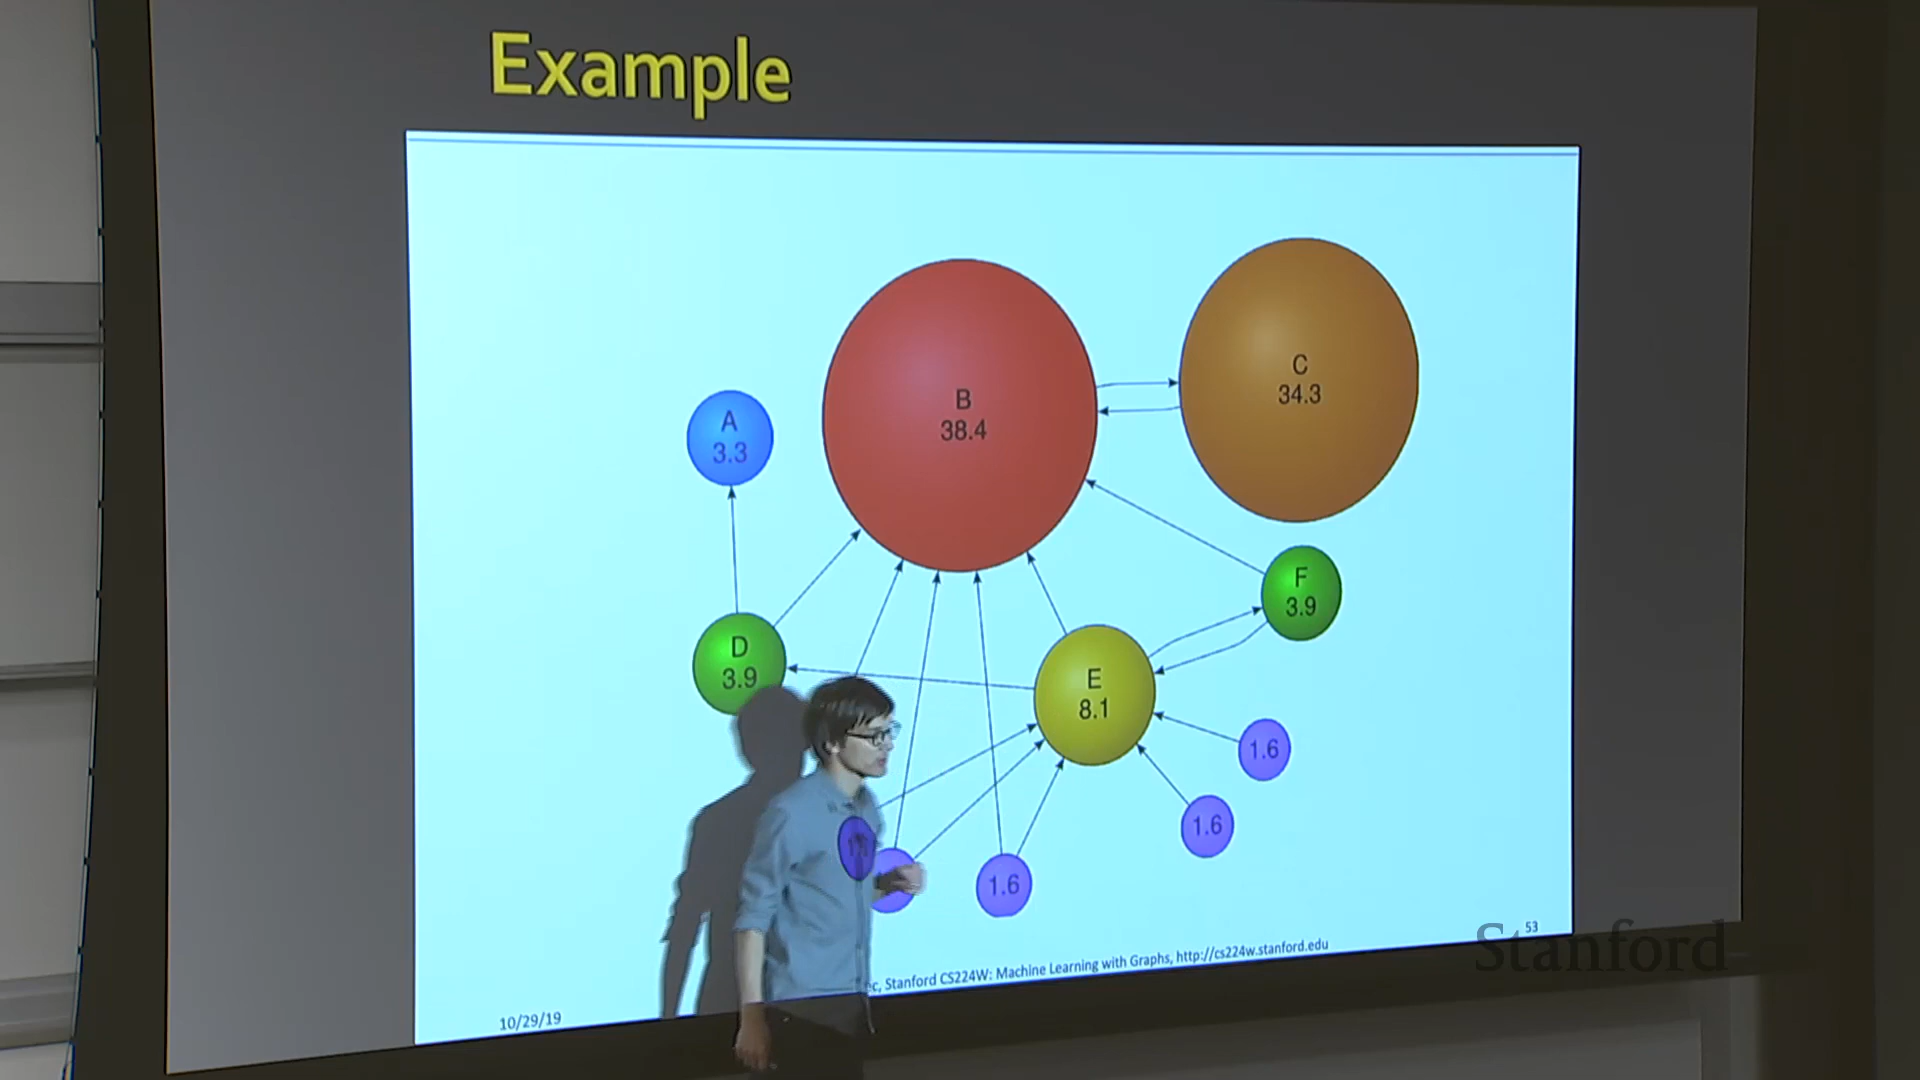 Example
B
38.4
C
34.3
A
3.3
D
3.9
E
8.1
F
3.9
1.6
1.6
1.6
53
Stanford CS224W: Machine Learning with Graphs, http://cs224w.stanford.edu
10/29/19
Stanford